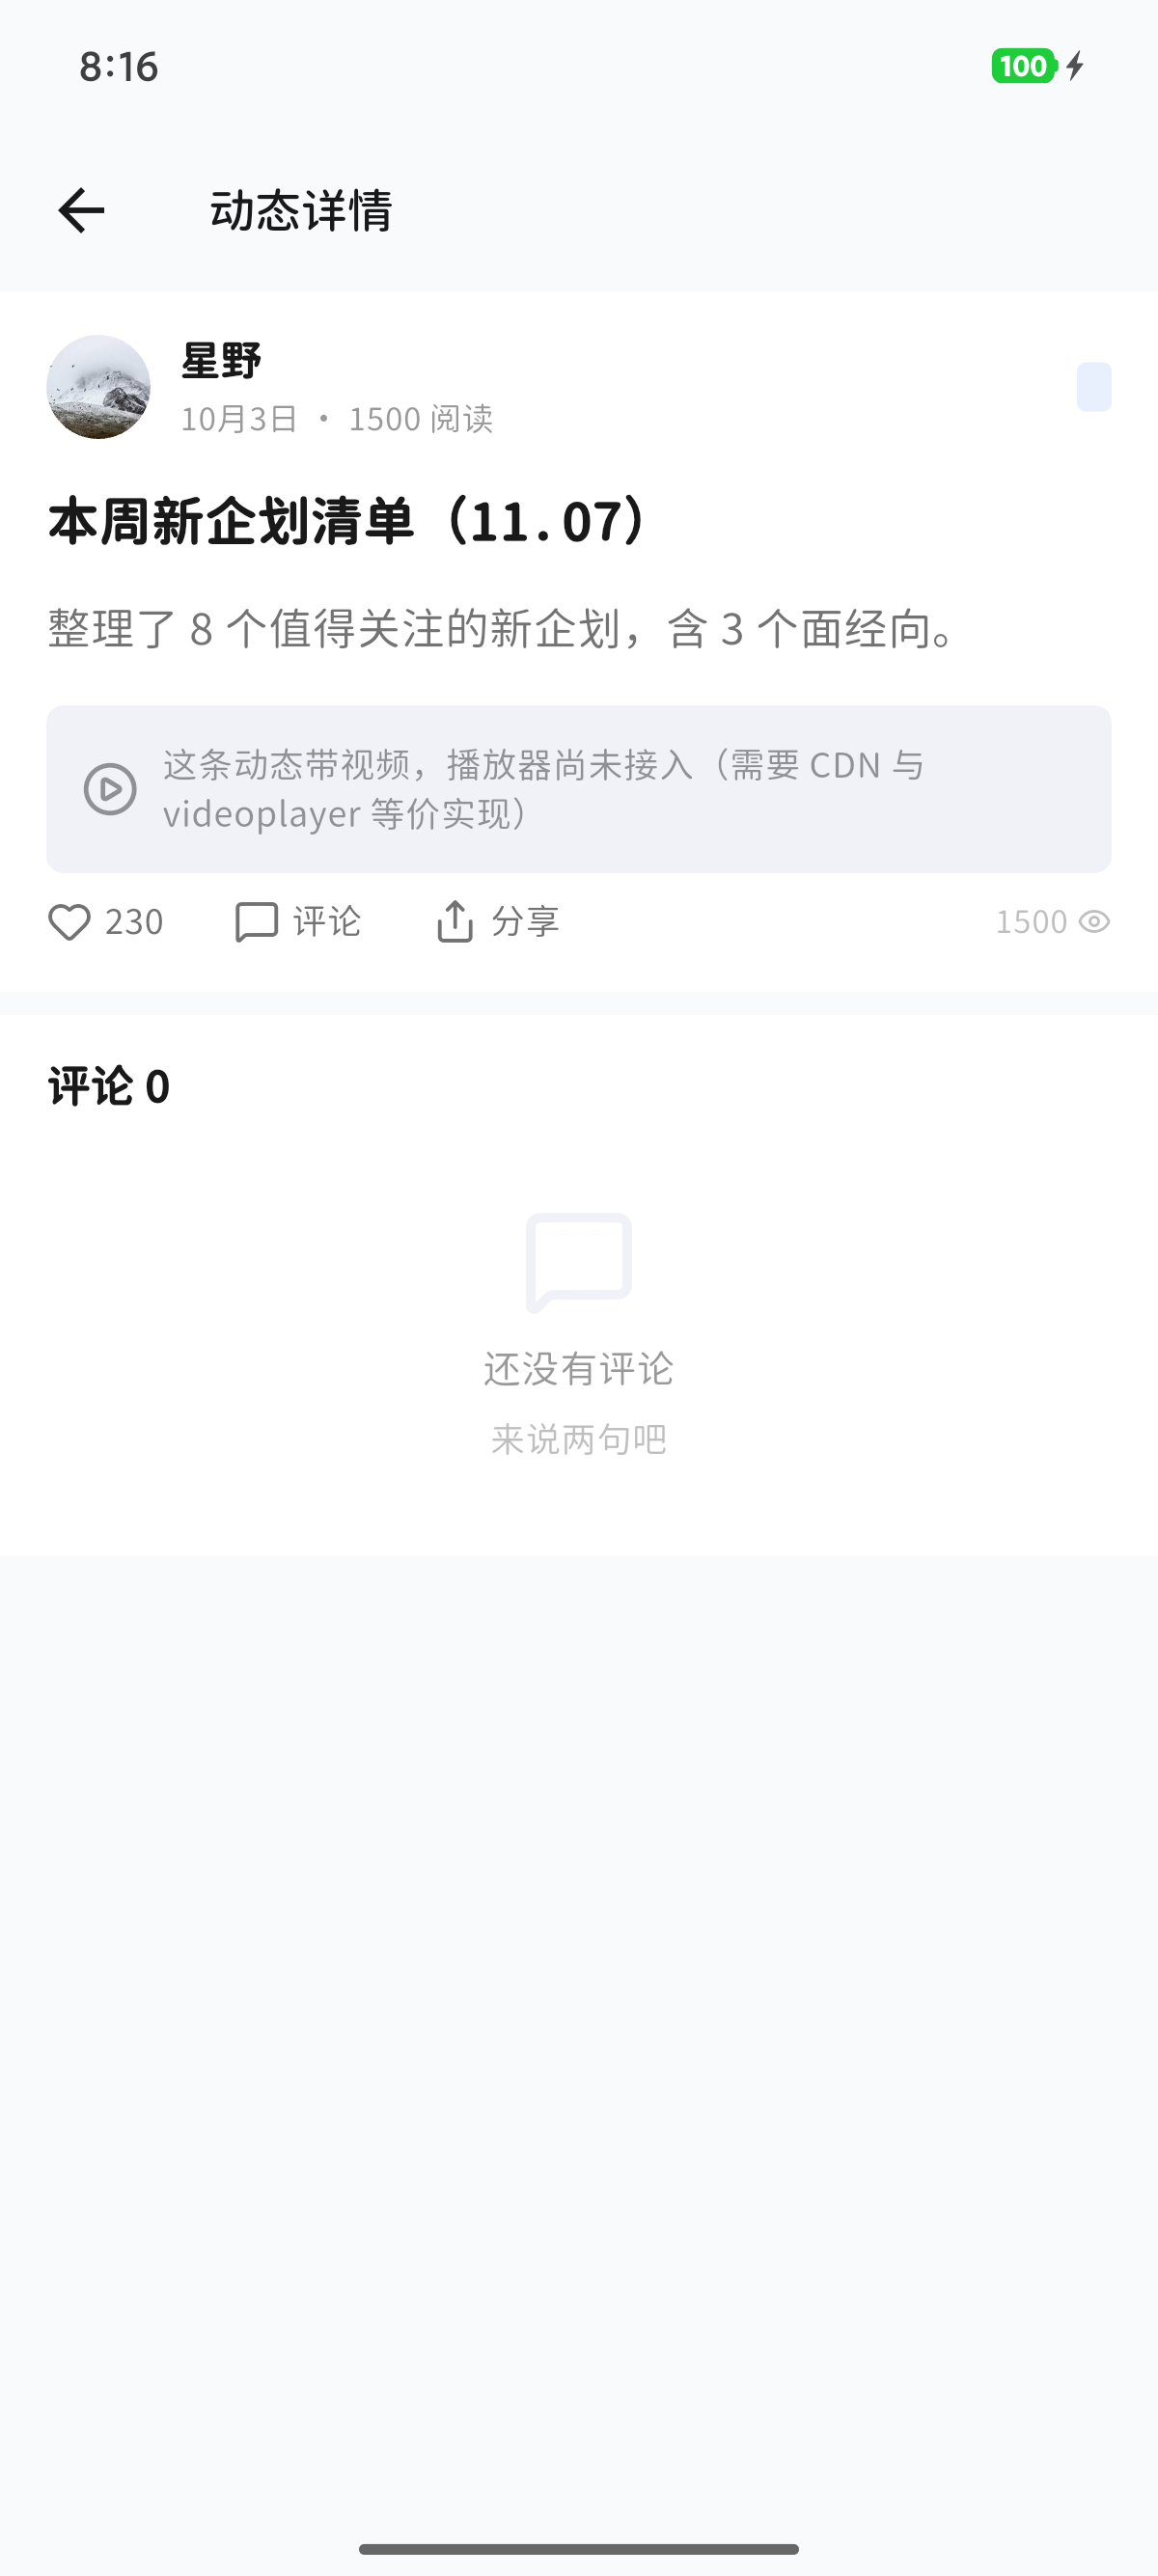 8:16
100
动态详情
星野
10月3日 · 1500 阅读
本周新企划清单（11.07）
整理了 8 个值得关注的新企划，含 3 个面经向。
这条动态带视频，播放器尚未接入（需要 CDN 与
videoplayer 等价实现）
230 评论 分享 1500
评论 0
还没有评论
来说两句吧